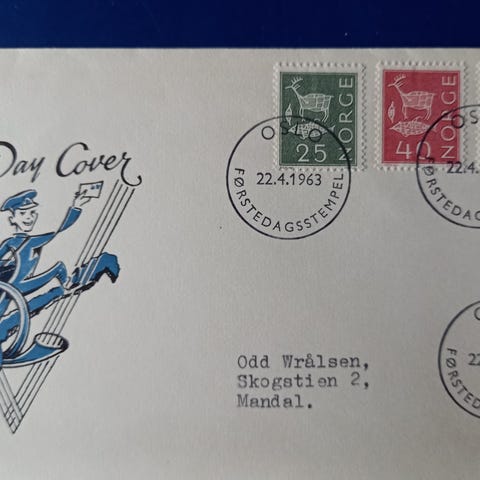 Day Cover
NORGE
25
NORGE
40
OSLO
22.4.1963
FØRSTEDAGSSTEMPEL
Odd Wrålsen,
Skogstien 2,
Mandal.